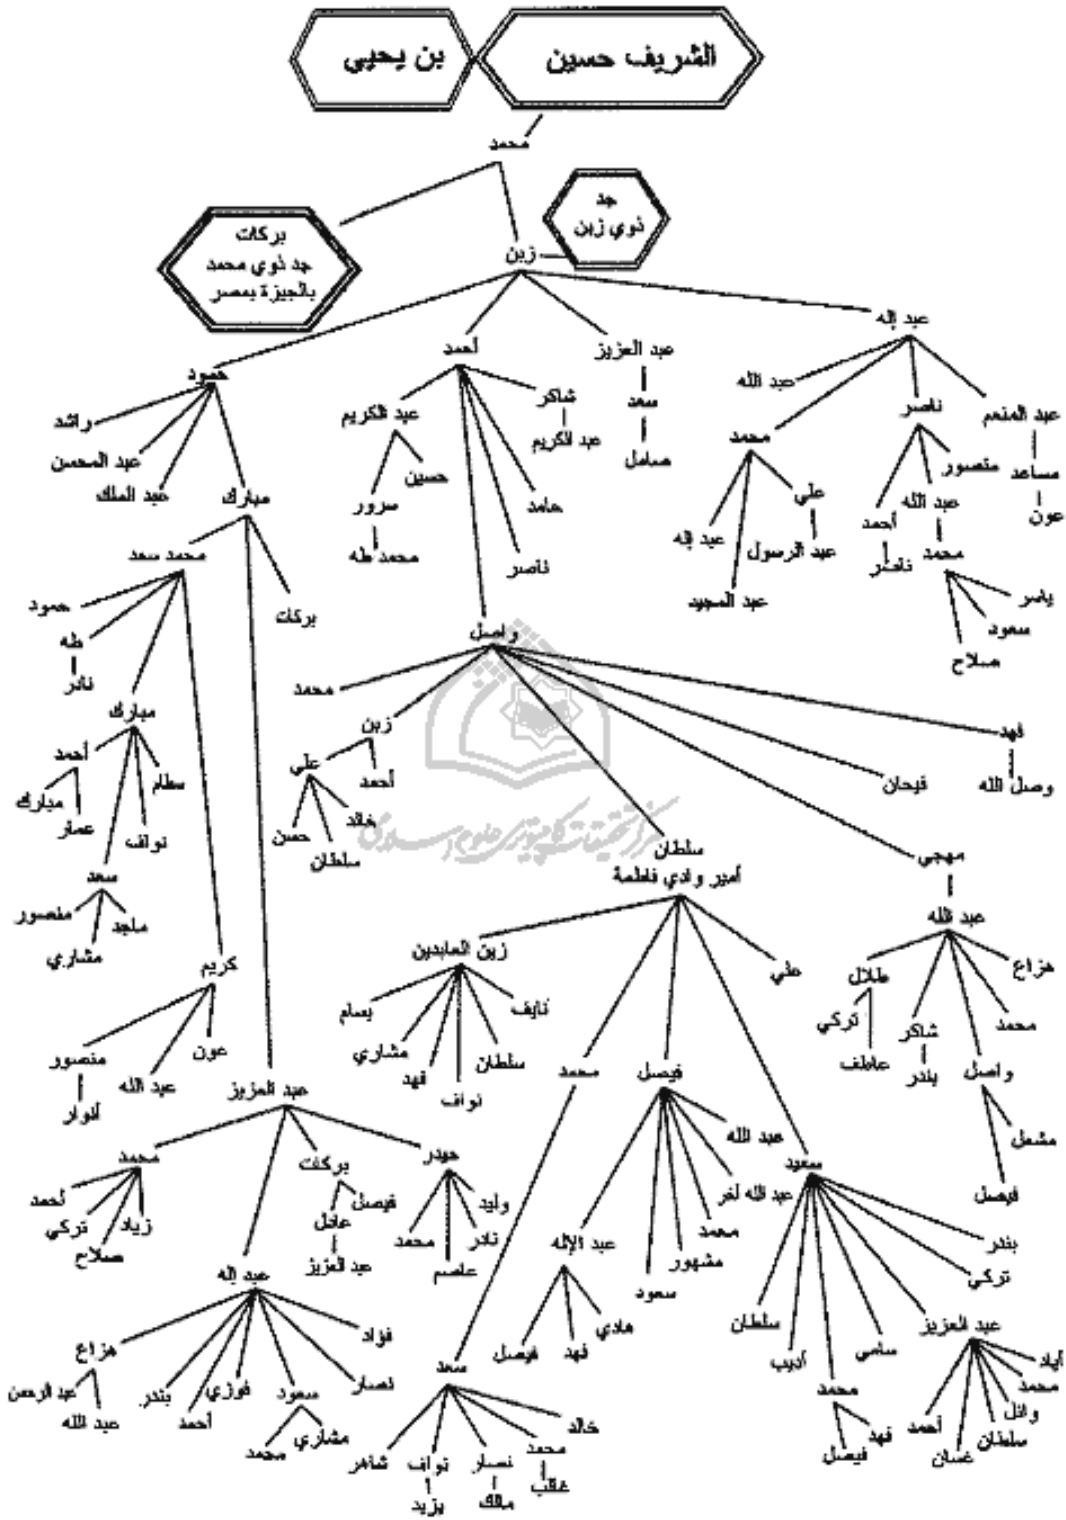 الشريف حسين
بن يحيى
محمد
جد
ذوي زين
بركات
جد ذوي محمد
بالجيزة بمصر
زين
عبد إله
عبد العزيز
أحمد
حمود
عبد المنعم
ناصر
محمد
عبد الله
سعد
شاكر
عبد الكريم
راشد
عبد المحسن
عبد الملك
مبارك
مساعد
عون
منصور
عبد الله
أحمد
علي
عبد الرسول
عبد إله
عبد المجيد
محمد
ناصر
ياسر
سعود
صلاح
صامل
عبد الكريم
حامد
ناصر
حسين
سرور
محمد طه
واصل
محمد سعد
بركات
حمود
طه
نادر
مبارك
أحمد
سطام
نواف
مبارك
عمار
سعد
منصور
ماجد
مشاري
كريم
منصور
عبد الله
عون
أنوار
محمد
زين
علي
أحمد
حسن
سلطان
خالد
فهد
وصل الله
فيحان
مهجي
عبد الله
هزاع
محمد
واصل
شاكر
طلال
تركي
عاطف
بندر
مشعل
فيصل
سلطان
أمير وادي فاطمة
زين العابدين
محمد
فيصل
سعيد
علي
نايف
سلطان
نواف
فهد
مشاري
بسام
مركز تحقيقات كامپيوتري علوم اسلامي
عبد الله
عبد الله آخر
محمد
مشهور
سعود
عبد الإله
هادي
فهد
فيصل
بندر
تركي
عبد العزيز
سامي
محمد
أديب
سلطان
أياد
محمد
وائل
سلطان
غسان
أحمد
فهد
فيصل
عبد العزيز
حيدر
بركات
محمد
وليد
نادر
عاصم
محمد
فيصل
عادل
عبد العزيز
أحمد
تركي
صلاح
زياد
عبد إله
فؤاد
نصار
سعود
فوزي
أحمد
بندر
هزاع
عبد الرحمن
عبد الله
مشاري
محمد
سعد
خالد
محمد
نصار
نواف
شاهر
مالك
يزيد